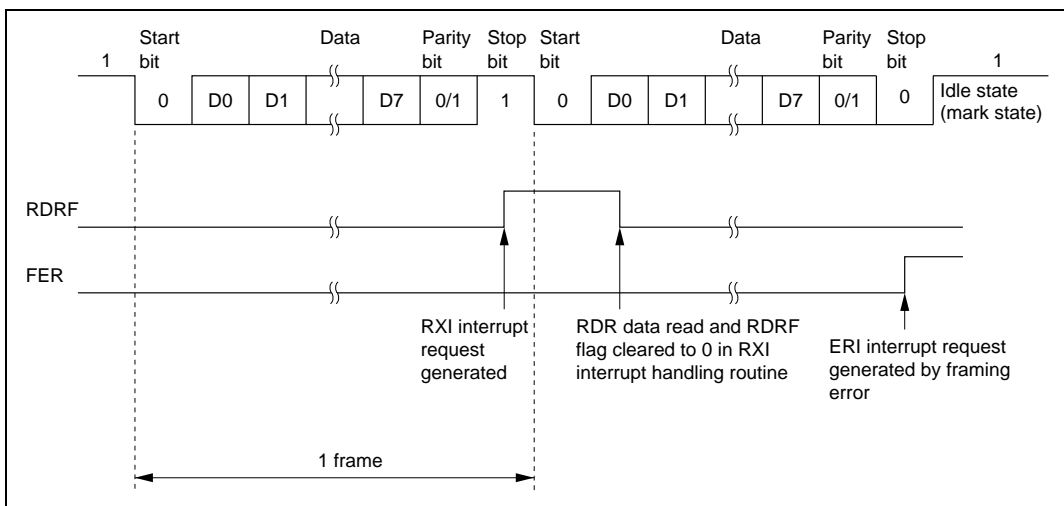 Start bit Data Parity bit Stop bit Start bit Data Parity bit Stop bit
1 1
0 D0 D1 D7 0/1 1 0 D0 D1 D7 0/1 0 Idle state (mark state)
RDRF
FER
RXI interrupt request generated
RDR data read and RDRF flag cleared to 0 in RXI interrupt handling routine
ERI interrupt request generated by framing error
1 frame